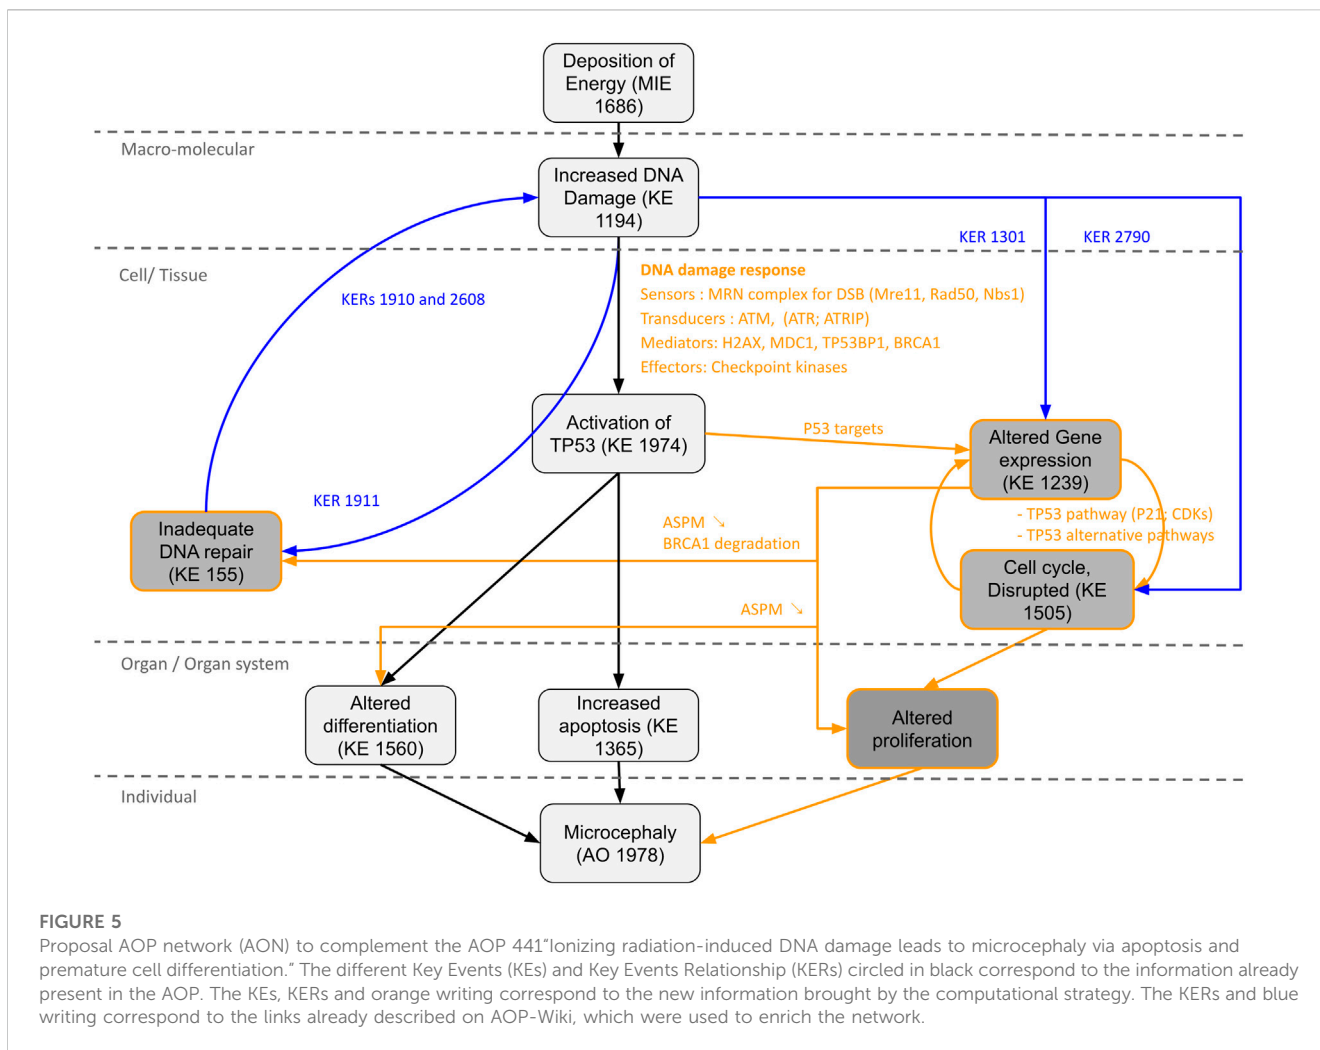 Deposition of
Energy (MIE
1686)
Macro-molecular
Increased DNA
Damage (KE
1194)
KER 1301
KER 2790
Cell/ Tissue
DNA damage response
Sensors : MRN complex for DSB (Mre11, Rad50, Nbs1)
Transducers : ATM, (ATR; ATRIP)
Mediators: H2AX, MDC1, TP53BP1, BRCA1
Effectors: Checkpoint kinases
KERs 1910 and 2608
Activation of
TP53 (KE 1974)
P53 targets
Altered Gene
expression
(KE 1239)
KER 1911
- TP53 pathway (P21; CDKs)
- TP53 alternative pathways
Inadequate
DNA repair
(KE 155)
ASPM ↘
BRCA1 degradation
Cell cycle,
Disrupted (KE
1505)
ASPM ↘
Organ / Organ system
Altered
differentiation
(KE 1560)
Increased
apoptosis (KE
1365)
Altered
proliferation
Individual
Microcephaly
(AO 1978)
FIGURE 5
Proposal AOP network (AON) to complement the AOP 441"Ionizing radiation-induced DNA damage leads to microcephaly via apoptosis and
premature cell differentiation." The different Key Events (KEs) and Key Events Relationship (KERs) circled in black correspond to the information already
present in the AOP. The KEs, KERs and orange writing correspond to the new information brought by the computational strategy. The KERs and blue
writing correspond to the links already described on AOP-Wiki, which were used to enrich the network.